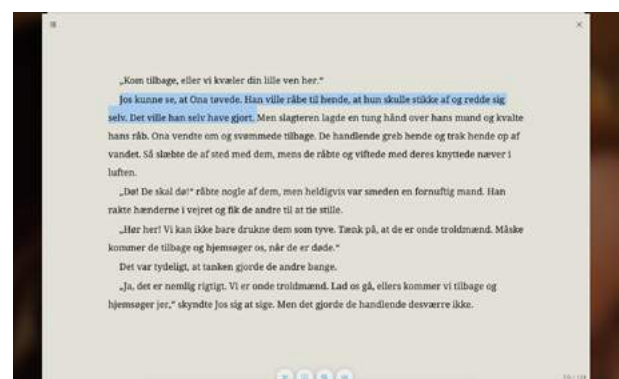 „Kom tilbage, eller vi kvæler din lille ven her.“
Jos kunne se, at Ona tøvede. Han ville råbe til hende, at hun skulle stikke af og redde sig
selv. Det ville han selv have gjort. Men slagteren lagde en tung hånd over hans mund og kvalte
hans råb. Ona vendte om og svømmede tilbage. De handlende greb hende og trak hende op af
vandet. Så slæbte de af sted med dem, mens de råbte og viftede med deres knyttede næver i
luften.
„Dø! De skal dø!“ råbte nogle af dem, men heldigvis var smeden en fornuftig mand. Han
rakte hænderne i vejret og fik de andre til at tie stille.
„Hør her! Vi kan ikke bare drukne dem som tyve. Tænk på, at de er onde troldmænd. Måske
kommer de tilbage og hjemsøger os, når de er døde.“
Det var tydeligt, at tanken gjorde de andre bange.
„Ja, det er nemlig rigtigt. Vi er onde troldmænd. Lad os gå, ellers kommer vi tilbage og
hjemsøger jer,“ skyndte Jos sig at sige. Men det gjorde de handlende desværre ikke.